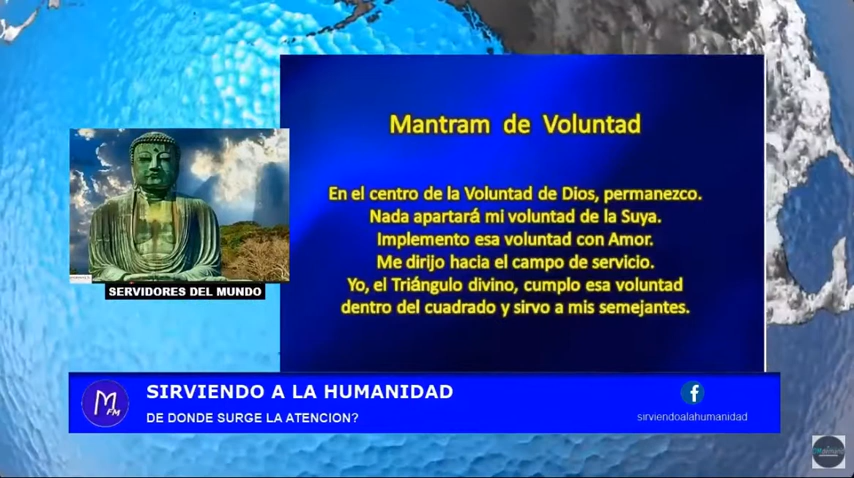 Mantram de Voluntad
En el centro de la Voluntad de Dios, permanezco.
Nada apartará mi voluntad de la Suya.
Implemento esa voluntad con Amor.
Me dirijo hacia el campo de servicio.
Yo, el Triángulo divino, cumplo esa voluntad
dentro del cuadrado y sirvo a mis semejantes.
SERVIDORES DEL MUNDO
M
FM
SIRVIENDO A LA HUMANIDAD
DE DONDE SURGE LA ATENCION?
f
sirviendoalahumanidad